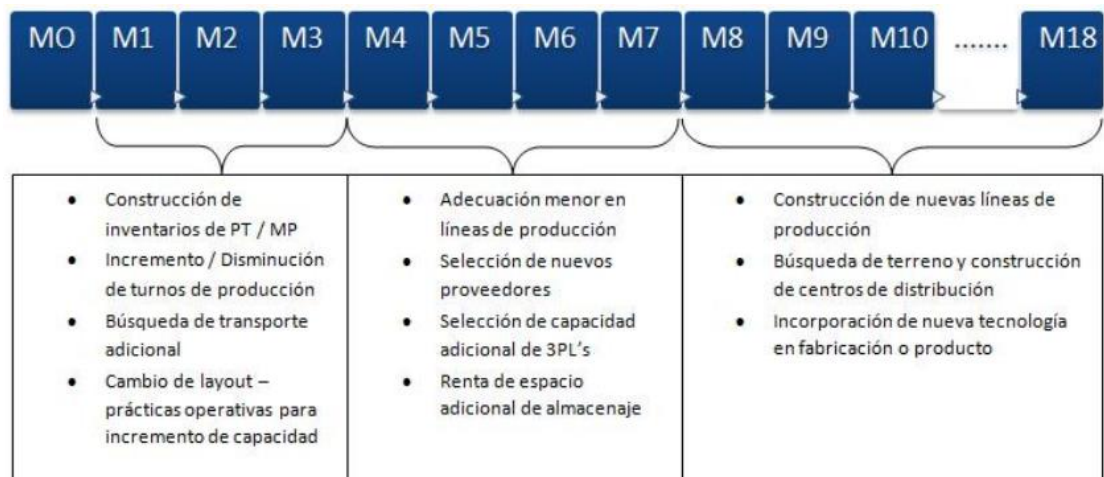 MO M1 M2 M3 M4 M5 M6 M7 M8 M9 M10 ....... M18
• Construcción de
inventarios de PT / MP
• Incremento / Disminución
de turnos de producción
• Búsqueda de transporte
adicional
• Cambio de layout –
prácticas operativas para
incremento de capacidad
• Adecuación menor en
líneas de producción
• Selección de nuevos
proveedores
• Selección de capacidad
adicional de 3PL's
• Renta de espacio
adicional de almacenaje
• Construcción de nuevas líneas de
producción
• Búsqueda de terreno y construcción
de centros de distribución
• Incorporación de nueva tecnología
en fabricación o producto